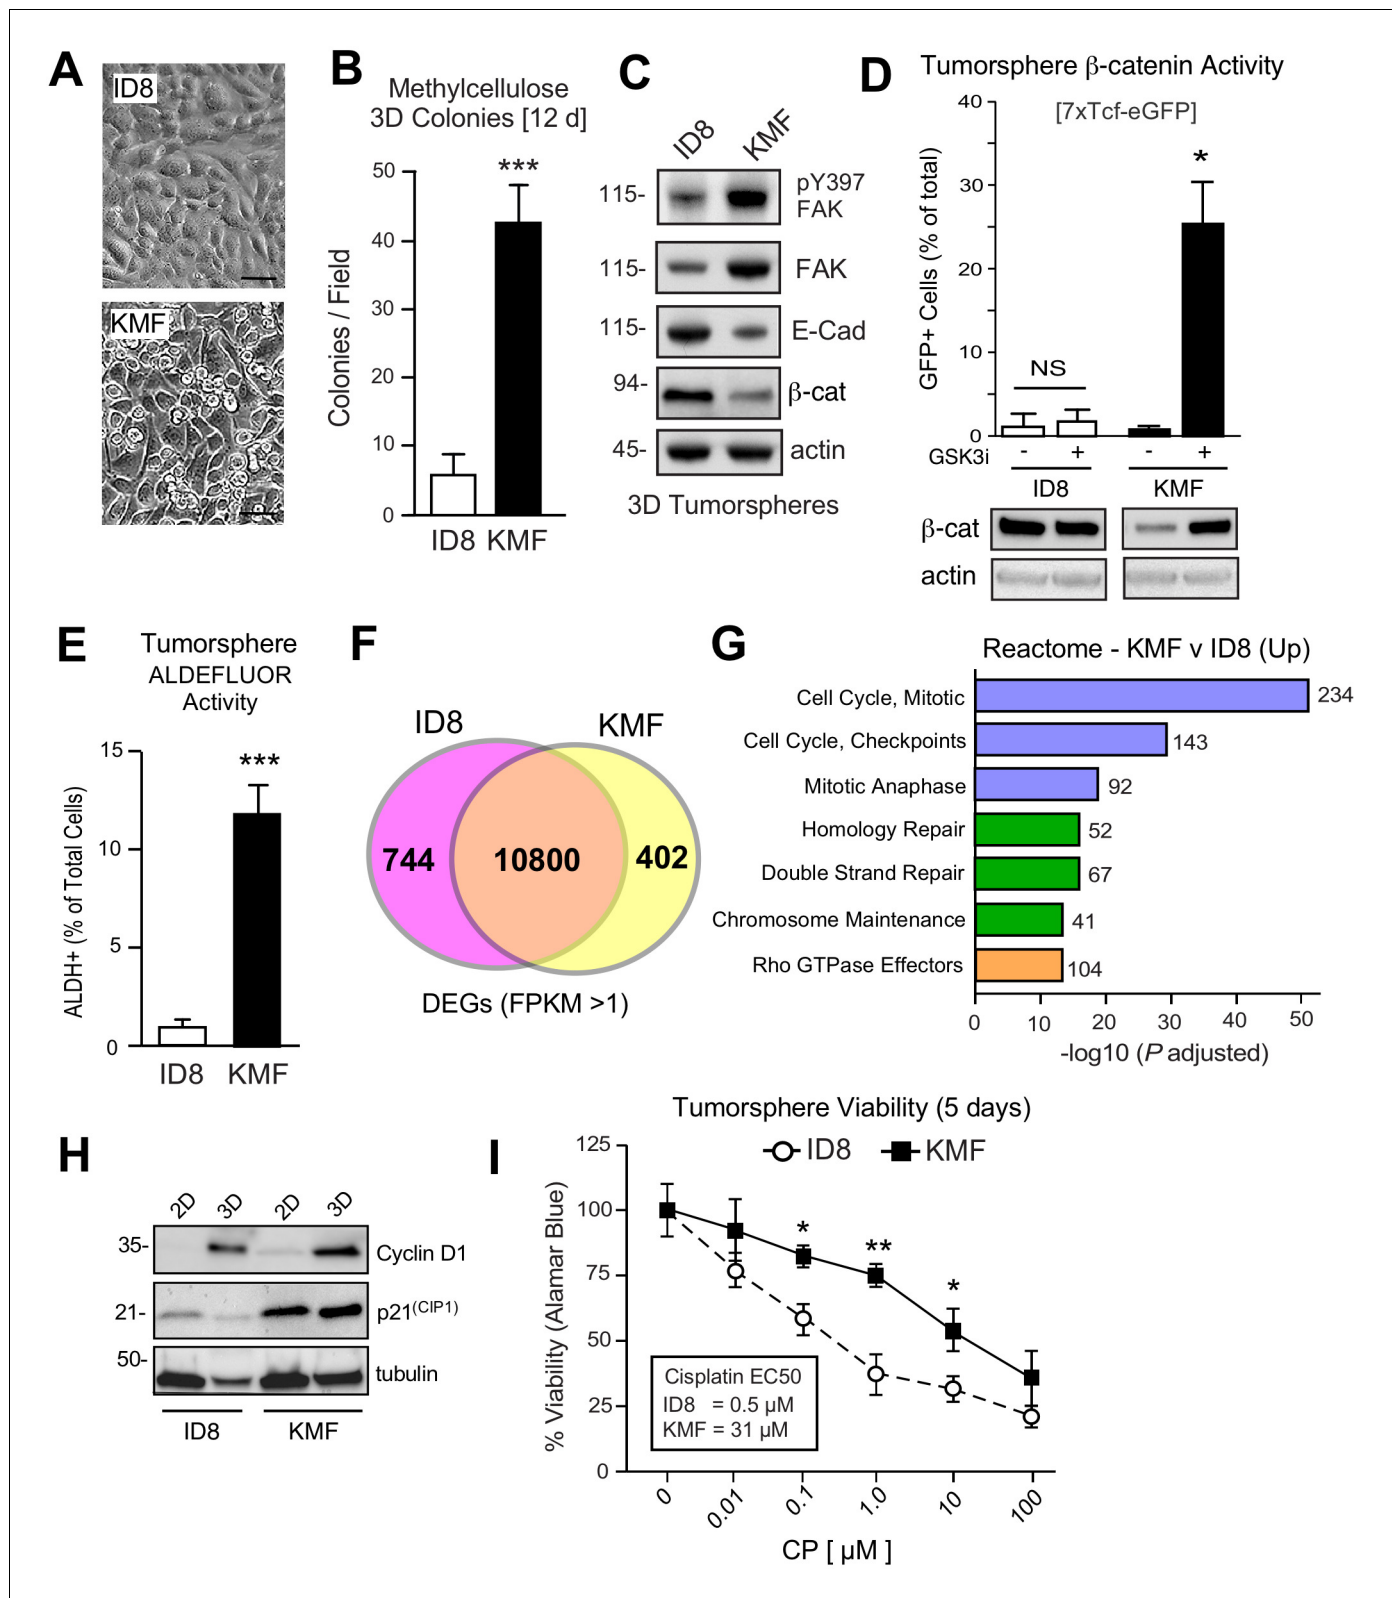 A
ID8
KMF
B
Methylcellulose
3D Colonies [12 d]
Colonies / Field
50
40
30
20
10
0
***
ID8 KMF
C
ID8 KMF
115- pY397 FAK
115- FAK
115- E-Cad
94- β-cat
45- actin
3D Tumorspheres
D
Tumorsphere β-catenin Activity
[7xTcf-eGFP]
GFP+ Cells (% of total)
40
30
20
10
0
NS
*
GSK3i - + - +
ID8 KMF
β-cat
actin
E
Tumorsphere
ALDEFLUOR
Activity
ALDH+ (% of Total Cells)
15
10
5
0
***
ID8 KMF
F
ID8 KMF
744 10800 402
DEGs (FPKM >1)
G
Reactome - KMF v ID8 (Up)
Cell Cycle, Mitotic 234
Cell Cycle, Checkpoints 143
Mitotic Anaphase 92
Homology Repair 52
Double Strand Repair 67
Chromosome Maintenance 41
Rho GTPase Effectors 104
0 10 20 30 40 50
-log10 (P adjusted)
H
2D 3D 2D 3D
35- Cyclin D1
21- p21(CIP1)
50- tubulin
ID8 KMF
I
Tumorsphere Viability (5 days)
ID8 KMF
% Viability (Alamar Blue)
125
100
75
50
25
0
* ** *
Cisplatin EC50
ID8 = 0.5 µM
KMF = 31 µM
0 0.01 0.1 1.0 10 100
CP [ µM ]